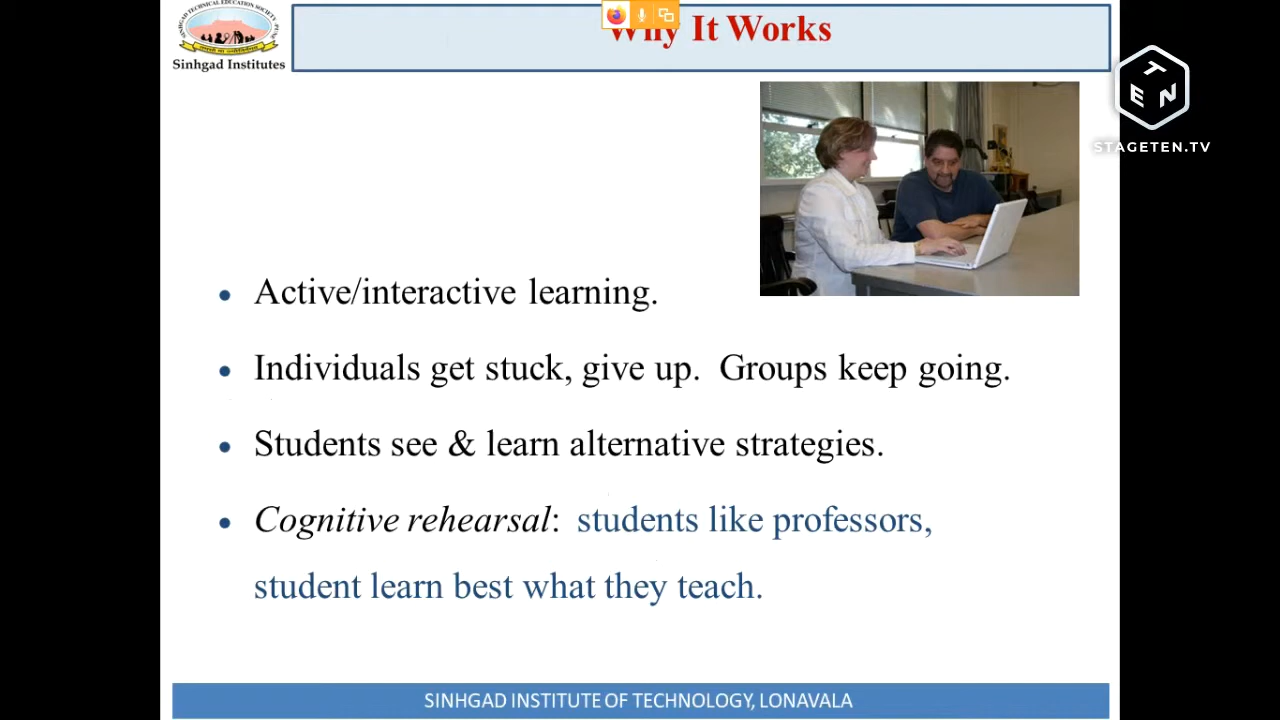 Why It Works
Sinhgad Institutes
T
E N
STAGETEN.TV
• Active/interactive learning.
• Individuals get stuck, give up. Groups keep going.
• Students see & learn alternative strategies.
• Cognitive rehearsal: students like professors,
student learn best what they teach.
SINHGAD INSTITUTE OF TECHNOLOGY, LONAVALA